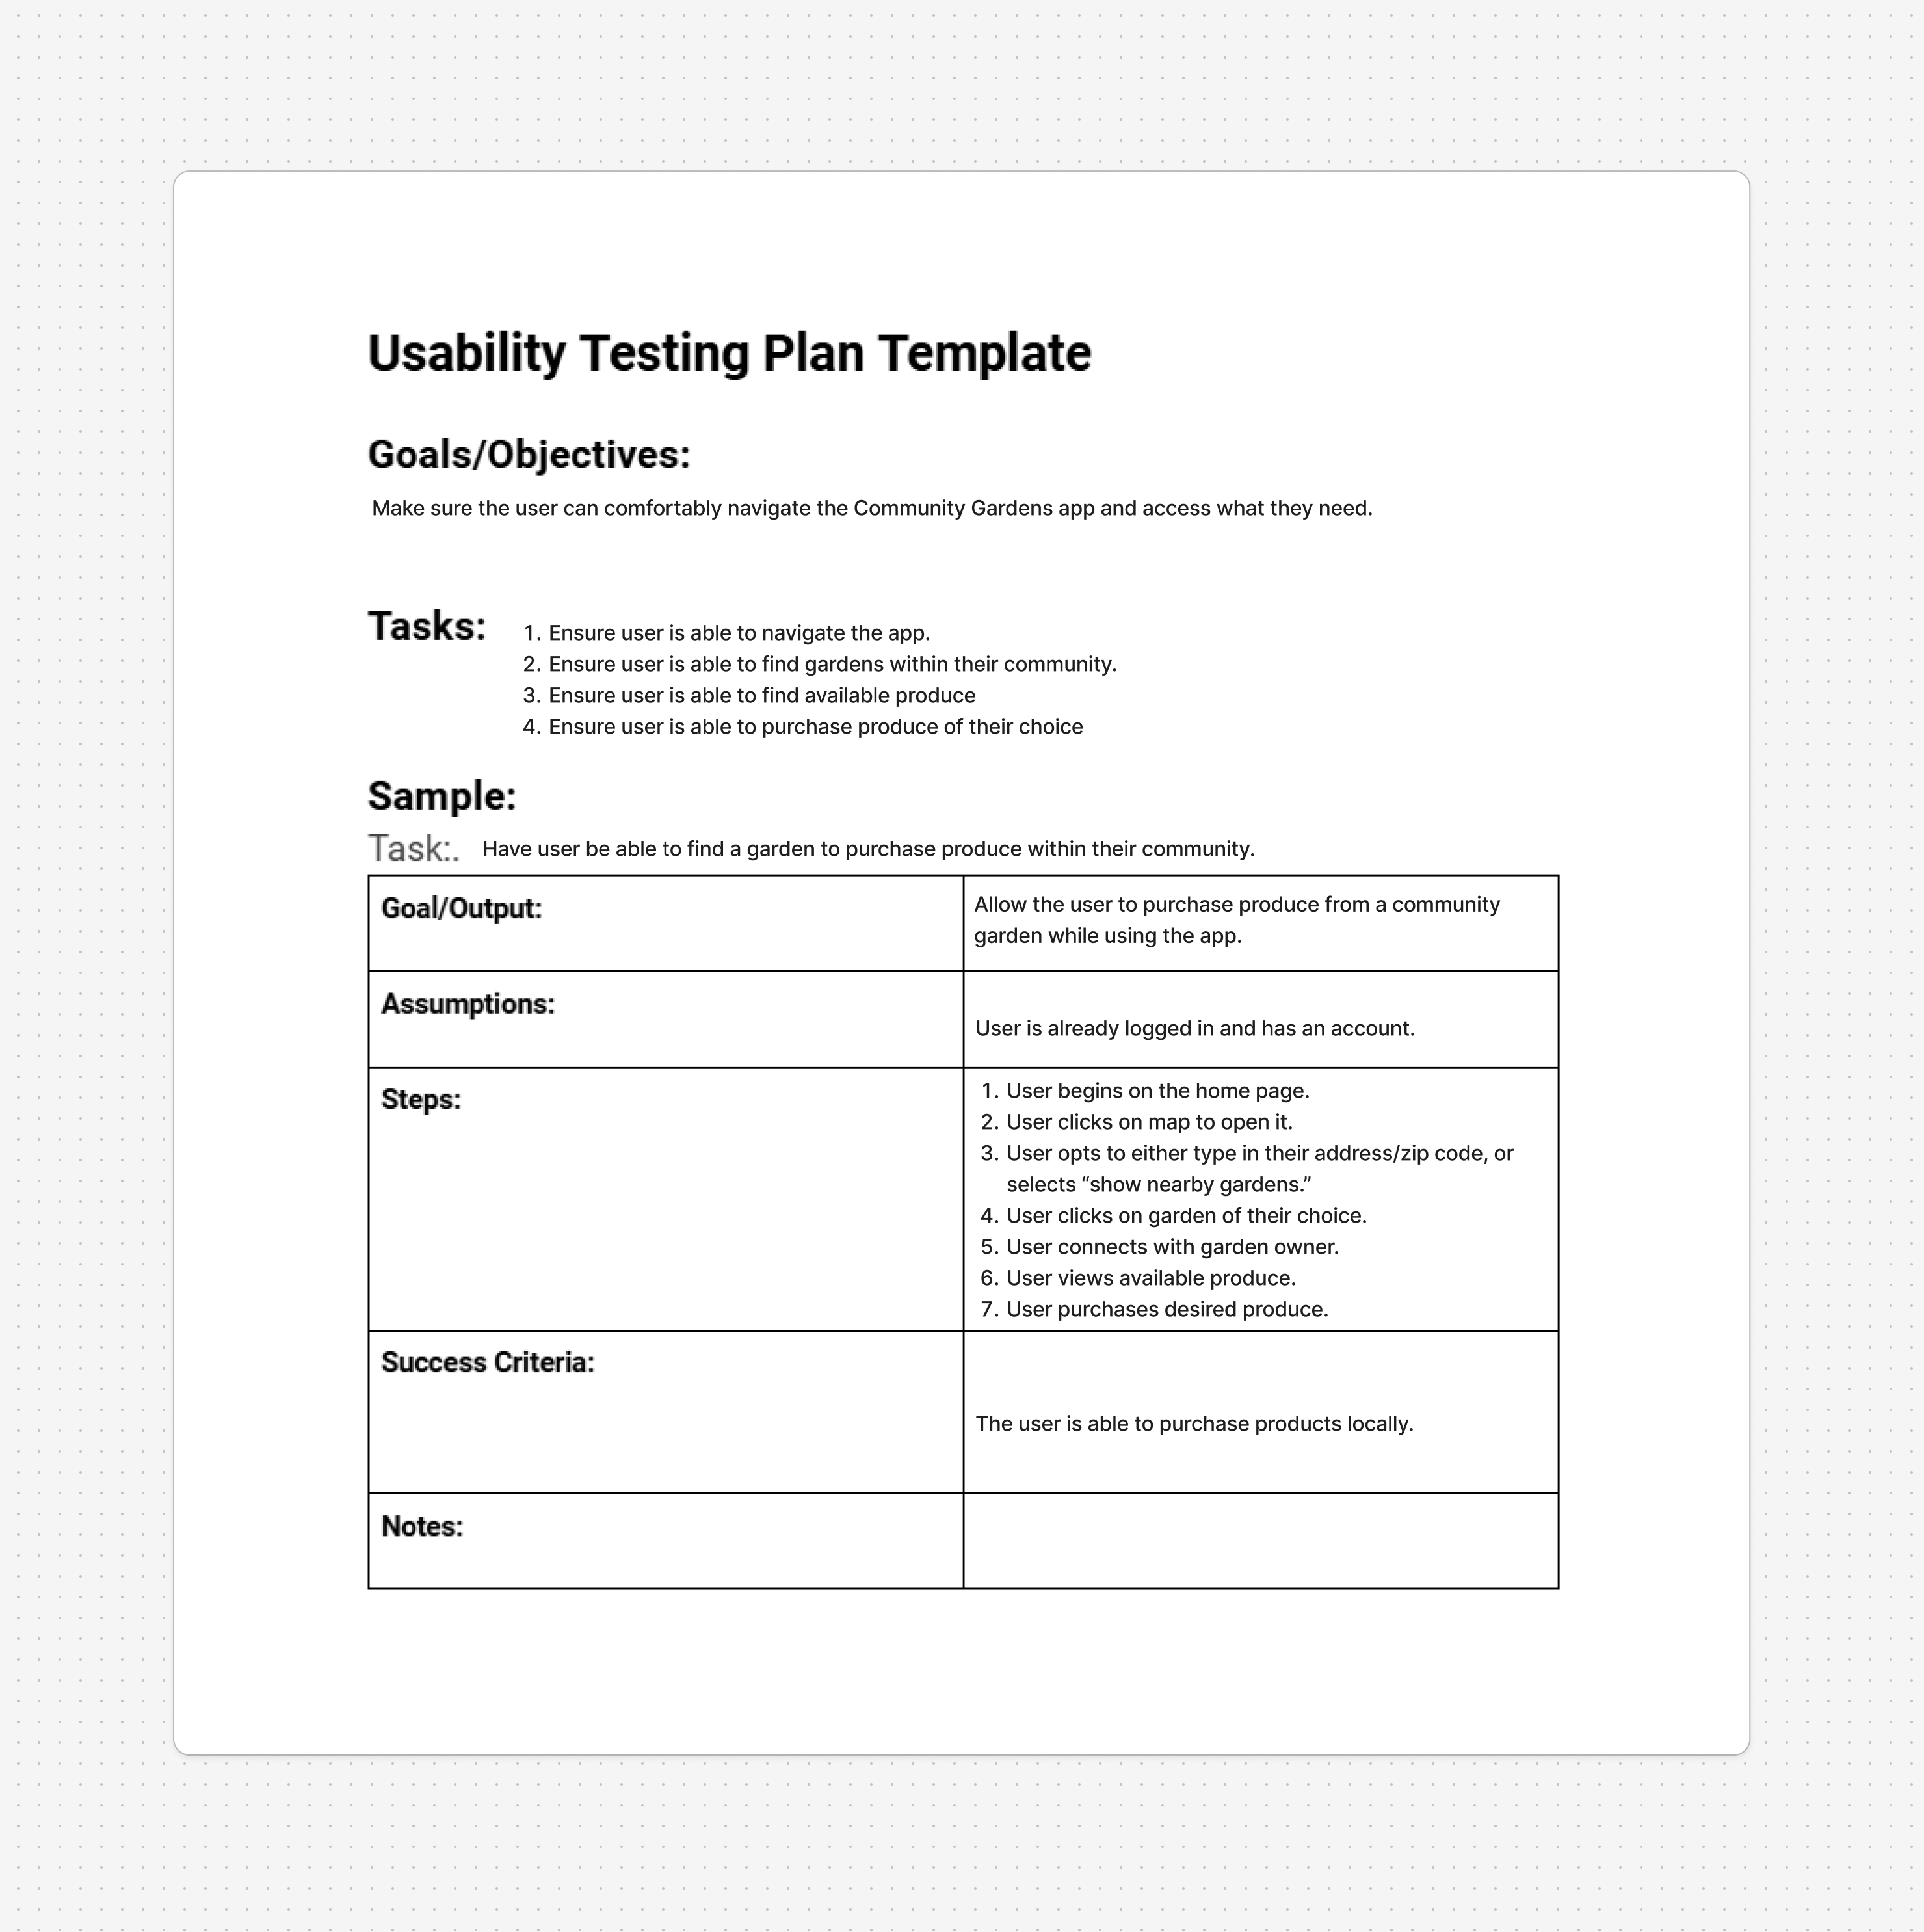 Usability Testing Plan Template
Goals/Objectives:
Make sure the user can comfortably navigate the Community Gardens app and access what they need.
Tasks:
1. Ensure user is able to navigate the app.
2. Ensure user is able to find gardens within their community.
3. Ensure user is able to find available produce
4. Ensure user is able to purchase produce of their choice
Sample:
Task:. Have user be able to find a garden to purchase produce within their community.
Goal/Output:
Allow the user to purchase produce from a community
garden while using the app.
Assumptions:
User is already logged in and has an account.
Steps:
1. User begins on the home page.
2. User clicks on map to open it.
3. User opts to either type in their address/zip code, or
selects “show nearby gardens.”
4. User clicks on garden of their choice.
5. User connects with garden owner.
6. User views available produce.
7. User purchases desired produce.
Success Criteria:
The user is able to purchase products locally.
Notes: